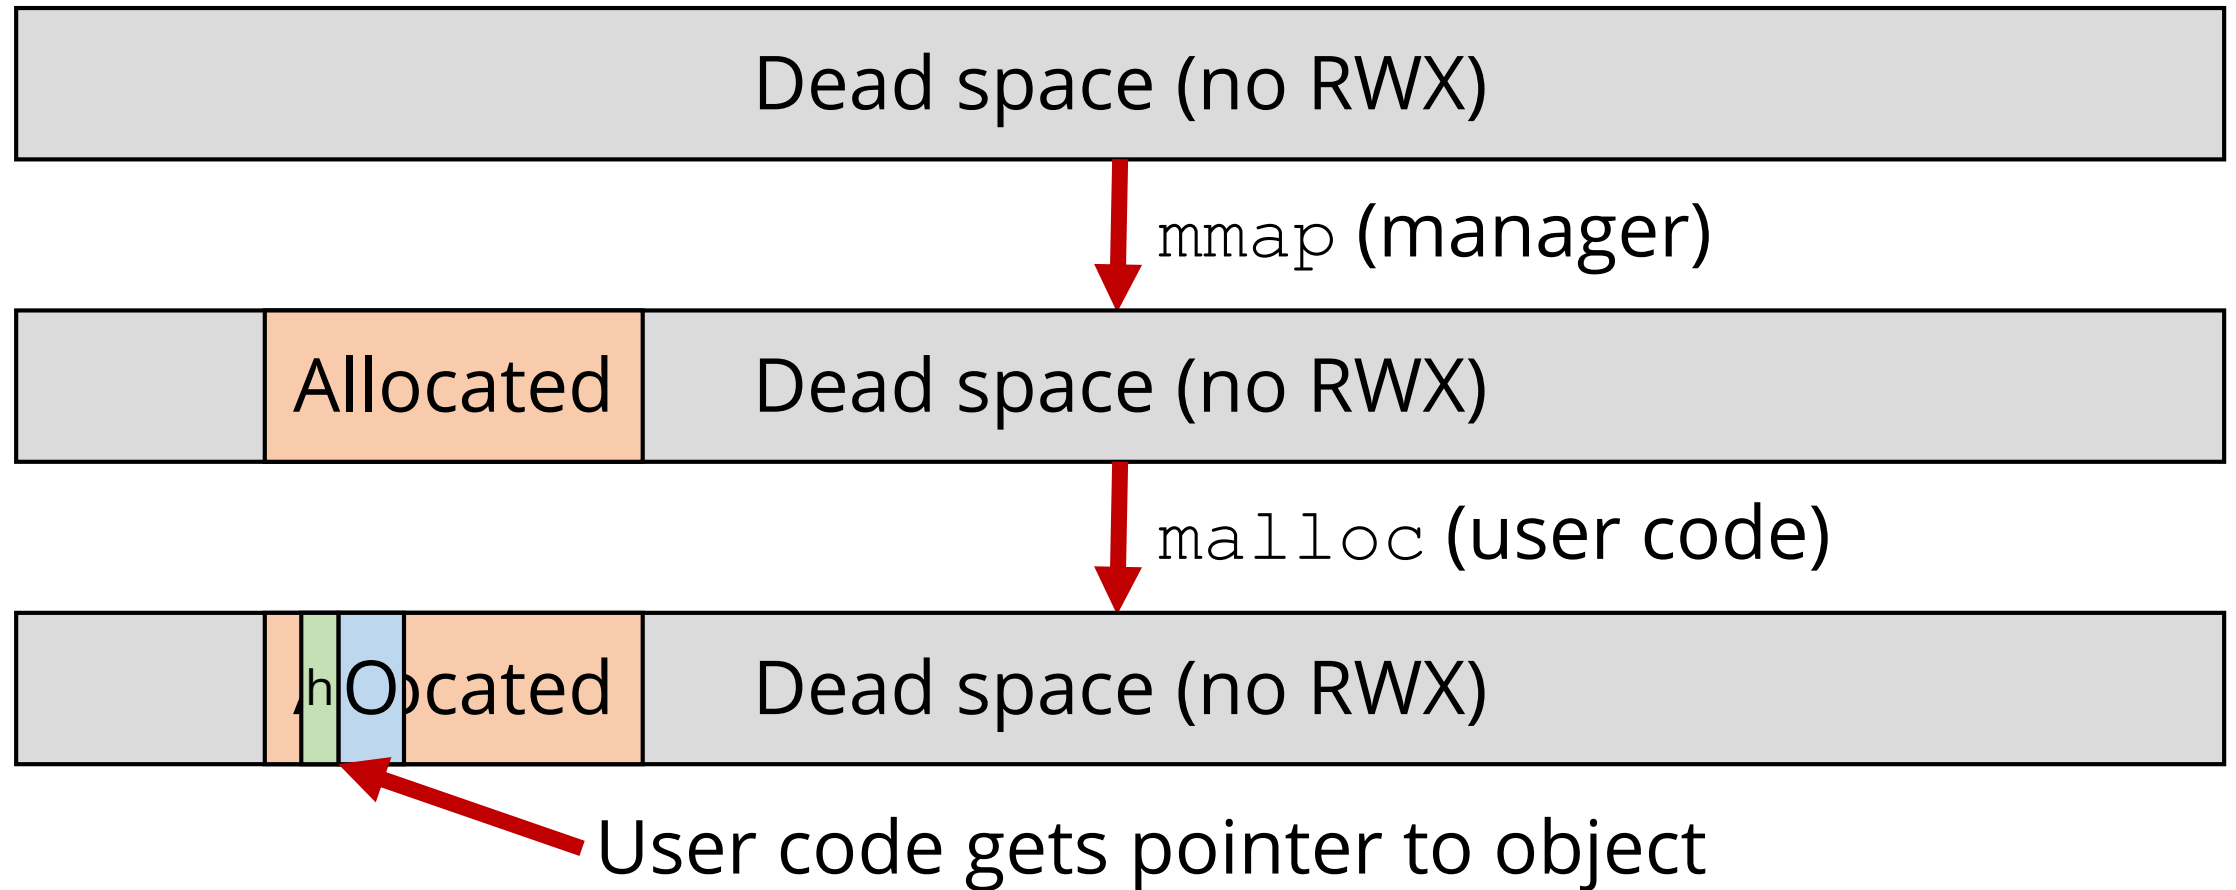 Dead space (no RWX)
mmap (manager)
Allocated Dead space (no RWX)
malloc (user code)
h O ocated Dead space (no RWX)
User code gets pointer to object